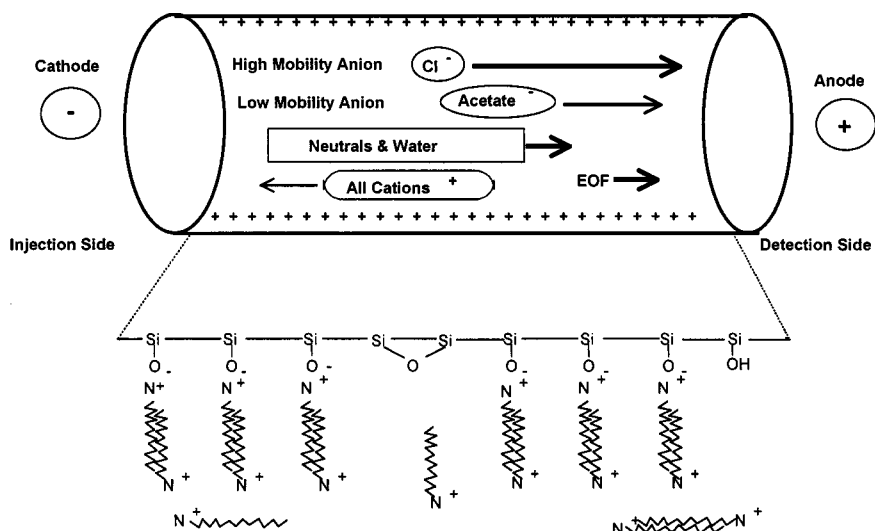 + + + + + + + + + + + + + + + + + + + + + + + + + + + +
Cathode
-
High Mobility Anion Cl -
Low Mobility Anion Acetate -
Anode
+
Neutrals & Water
All Cations +
EOF
+ + + + + + + + + + + + + + + + + + + + + + + + + + + +
Injection Side Detection Side
Si Si Si Si Si Si Si Si Si
O - O - O - O O - O - O - OH
N+ N + N + N + N + N +
N + N + N + N + N + N + N +
N + N + N +